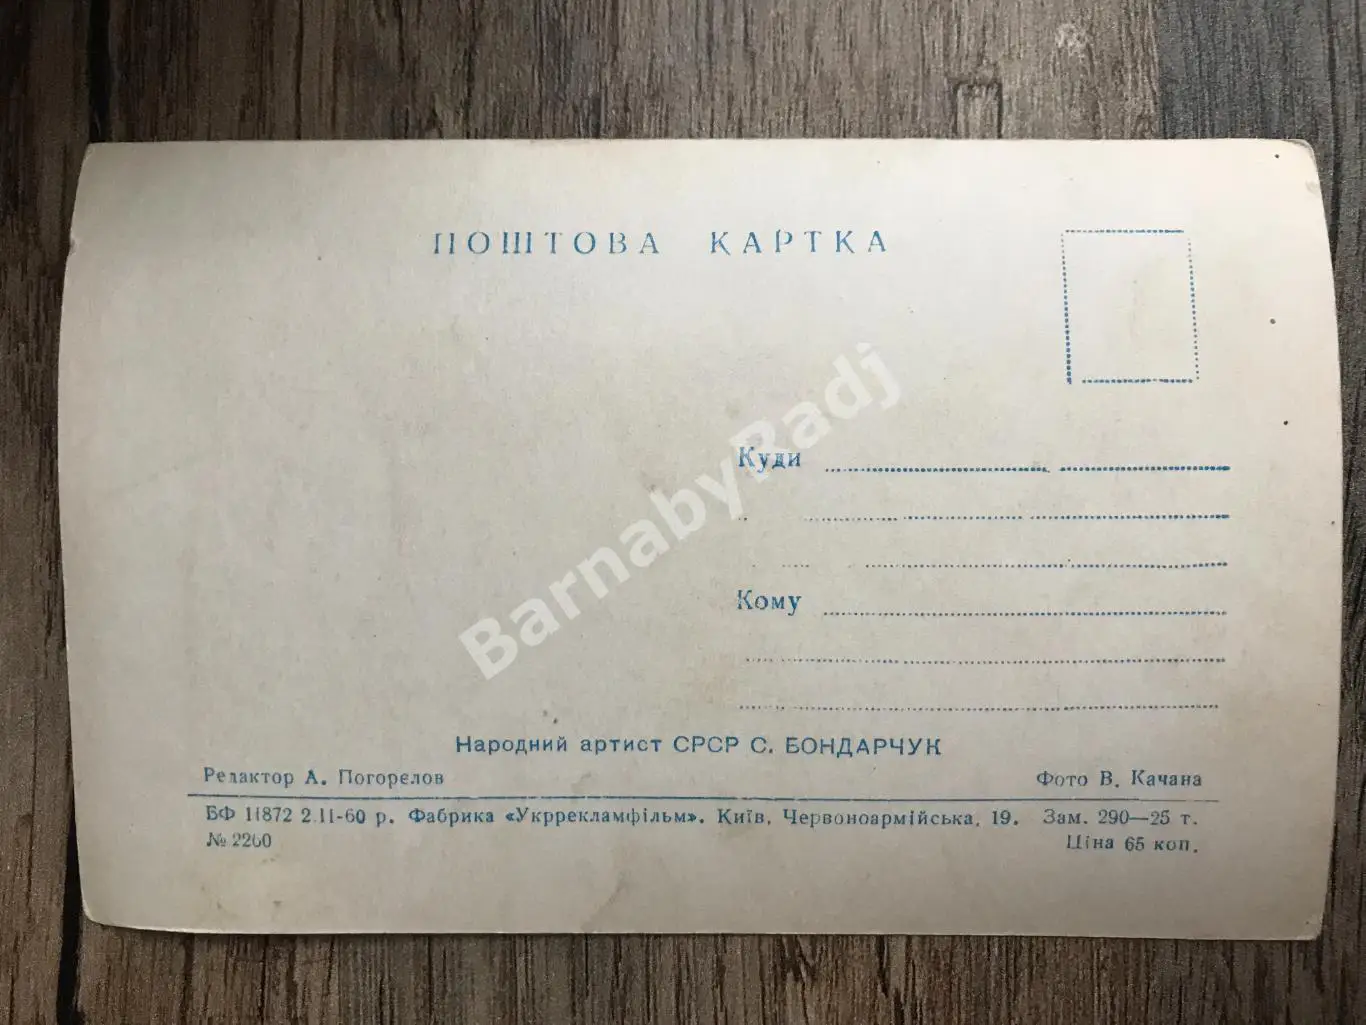 ПОШТОВА КАРТКА
Куди
Кому
Народний артист СРСР С. БОНДАРЧУК
Редактор А. Погорелов
Фото В. Качана
БФ 11872 2.11-60 р. Фабрика «Укррекламфільм». Київ, Червоноармійська, 19. Зам. 290—25 т.
№ 2260
Ціна 65 коп.
BarnabyRadj